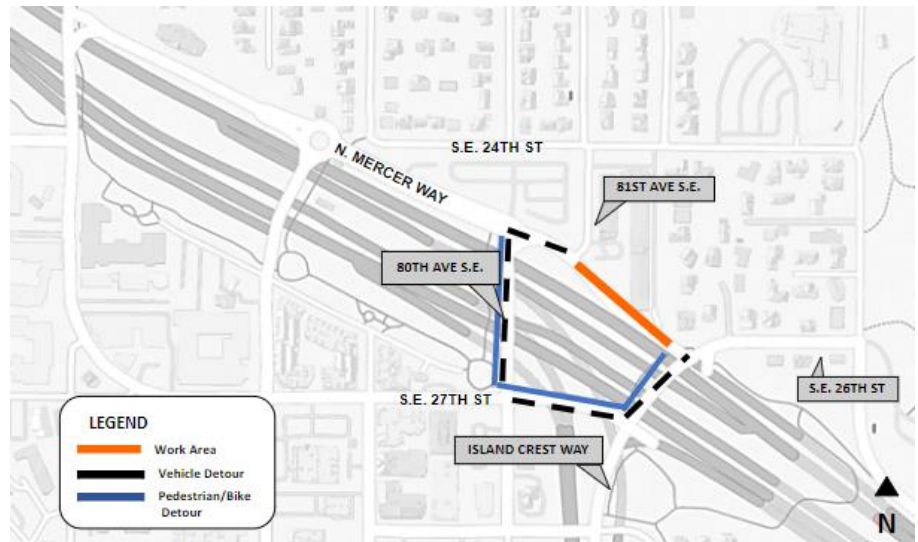 S.E. 24TH ST
N. MERCER WAY
81ST AVE S.E.
80TH AVE S.E.
S.E. 26TH ST
S.E. 27TH ST
ISLAND CREST WAY
LEGEND
Work Area
Vehicle Detour
Pedestrian/Bike
Detour
N